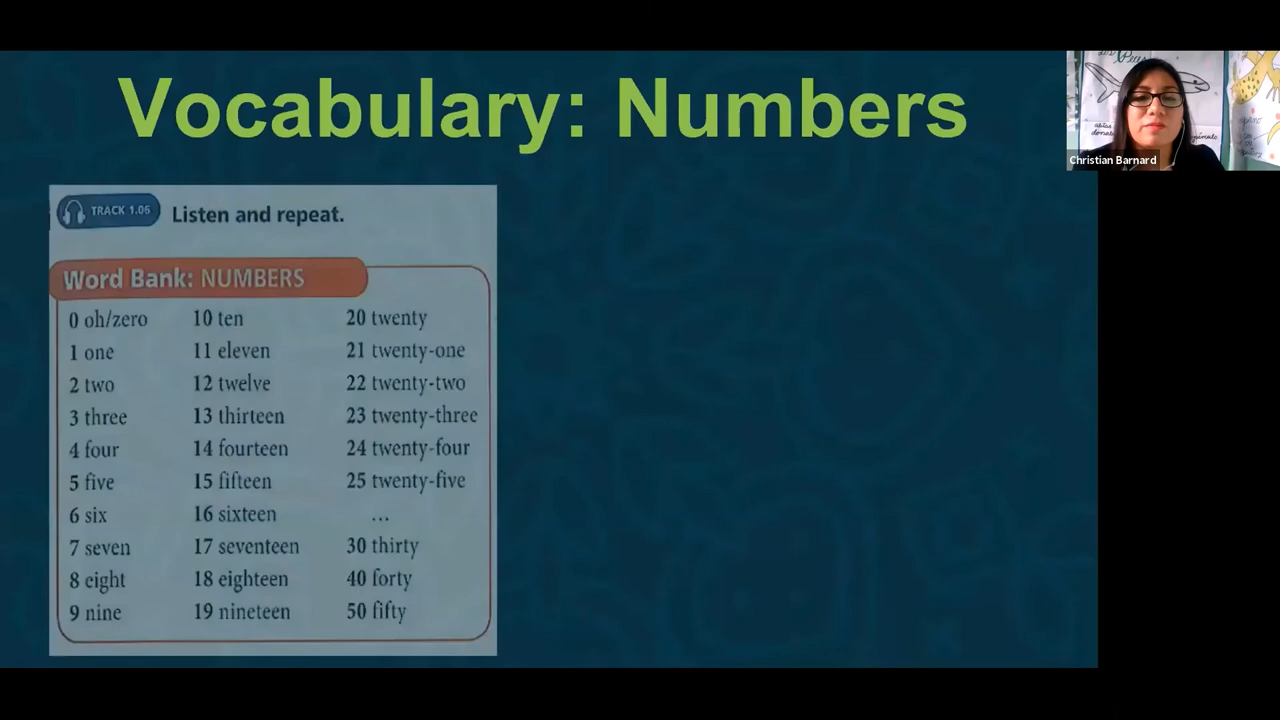 Vocabulary: Numbers
TRACK 1.05 Listen and repeat.
Word Bank: NUMBERS
0 oh/zero
1 one
2 two
3 three
4 four
5 five
6 six
7 seven
8 eight
9 nine
10 ten
11 eleven
12 twelve
13 thirteen
14 fourteen
15 fifteen
16 sixteen
17 seventeen
18 eighteen
19 nineteen
20 twenty
21 twenty-one
22 twenty-two
23 twenty-three
24 twenty-four
25 twenty-five
...
30 thirty
40 forty
50 fifty
Christian Barnard